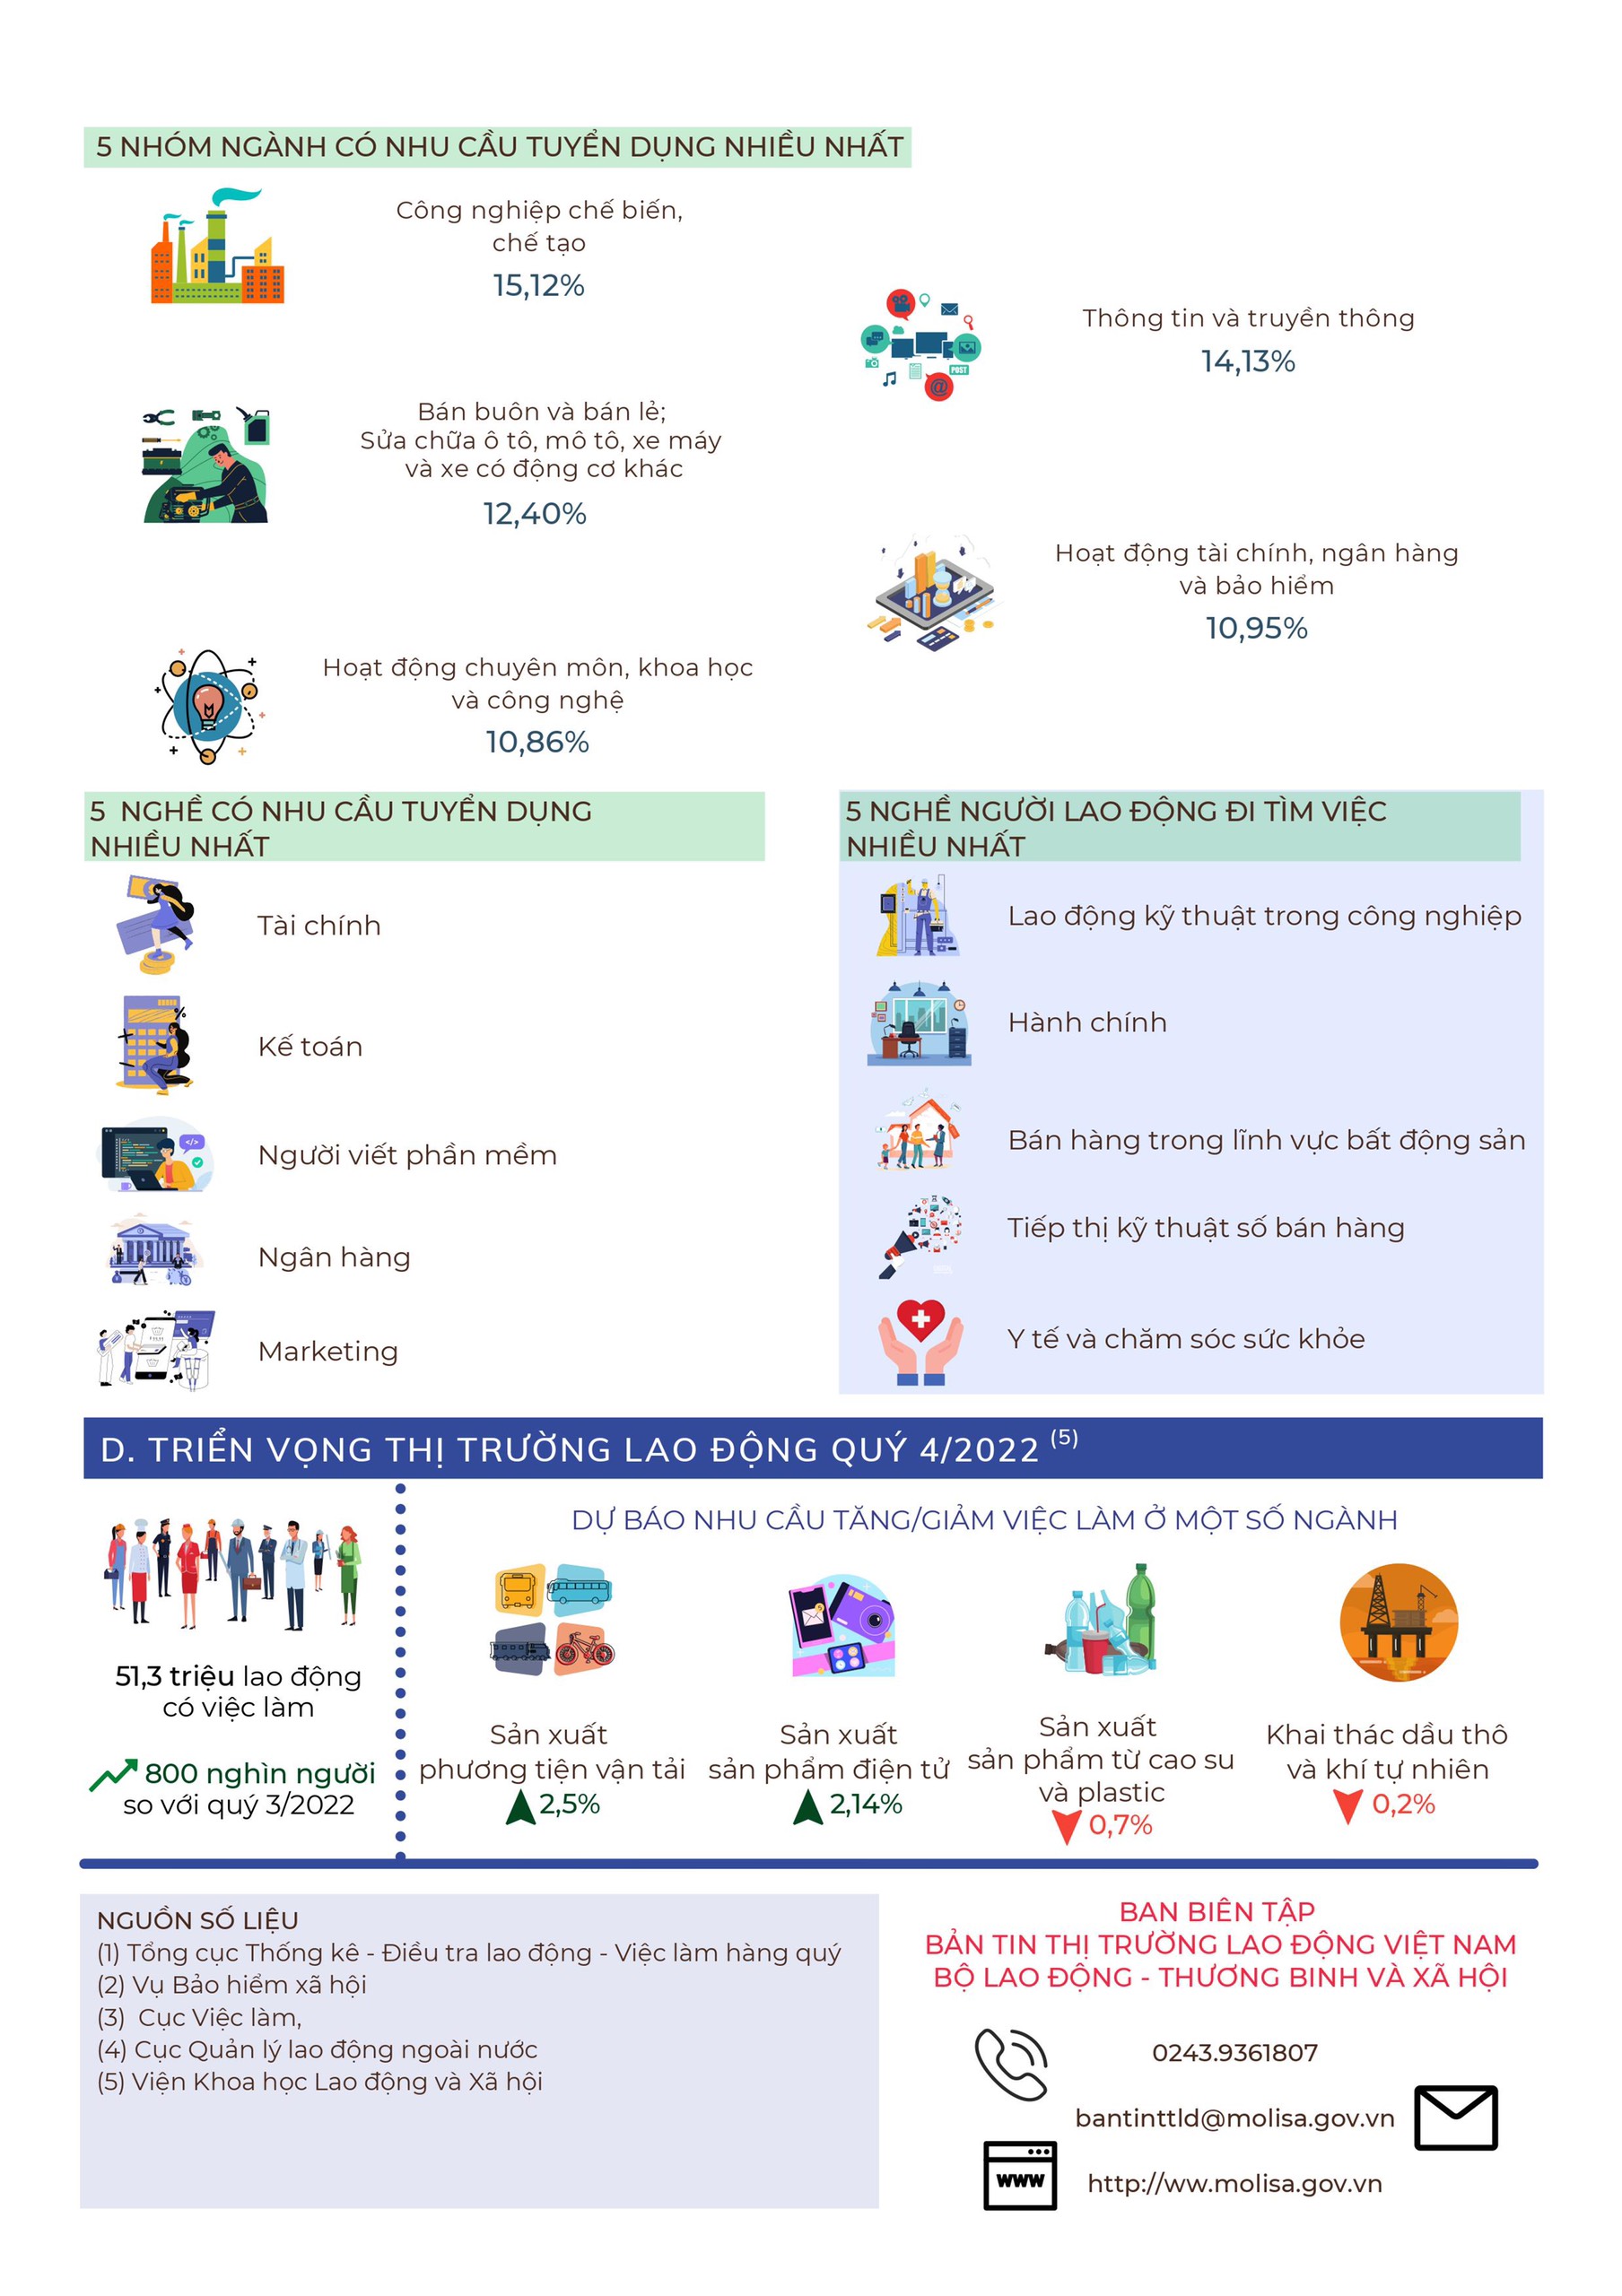 5 NHÓM NGÀNH CÓ NHU CẦU TUYỂN DỤNG NHIỀU NHẤT
Công nghiệp chế biến,
chế tạo
15,12%
Thông tin và truyền thông
14,13%
POST
@
Bán buôn và bán lẻ;
Sửa chữa ô tô, mô tô, xe máy
và xe có động cơ khác
12,40%
Hoạt động tài chính, ngân hàng
và bảo hiểm
10,95%
Hoạt động chuyên môn, khoa học
và công nghệ
10,86%
5 NGHỀ CÓ NHU CẦU TUYỂN DỤNG
NHIỀU NHẤT
Tài chính
Kế toán
Người viết phần mềm
Ngân hàng
Marketing
5 NGHỀ NGƯỜI LAO ĐỘNG ĐI TÌM VIỆC
NHIỀU NHẤT
Lao động kỹ thuật trong công nghiệp
Hành chính
Bán hàng trong lĩnh vực bất động sản
Tiếp thị kỹ thuật số bán hàng
Y tế và chăm sóc sức khỏe
D. TRIỂN VỌNG THỊ TRƯỜNG LAO ĐỘNG QUÝ 4/2022 (5)
51,3 triệu lao động
có việc làm
800 nghìn người
so với quý 3/2022
DỰ BÁO NHU CẦU TĂNG/GIẢM VIỆC LÀM Ở MỘT SỐ NGÀNH
Sản xuất
phương tiện vận tải
2,5%
Sản xuất
sản phẩm điện tử
2,14%
Sản xuất
sản phẩm từ cao su
và plastic
0,7%
Khai thác dầu thô
và khí tự nhiên
0,2%
NGUỒN SỐ LIỆU
(1) Tổng cục Thống kê - Điều tra lao động - Việc làm hàng quý
(2) Vụ Bảo hiểm xã hội
(3) Cục Việc làm,
(4) Cục Quản lý lao động ngoài nước
(5) Viện Khoa học Lao động và Xã hội
BAN BIÊN TẬP
BẢN TIN THỊ TRƯỜNG LAO ĐỘNG VIỆT NAM
BỘ LAO ĐỘNG - THƯƠNG BINH VÀ XÃ HỘI
0243.9361807
bantinttld@molisa.gov.vn
WWW
http://ww.molisa.gov.vn